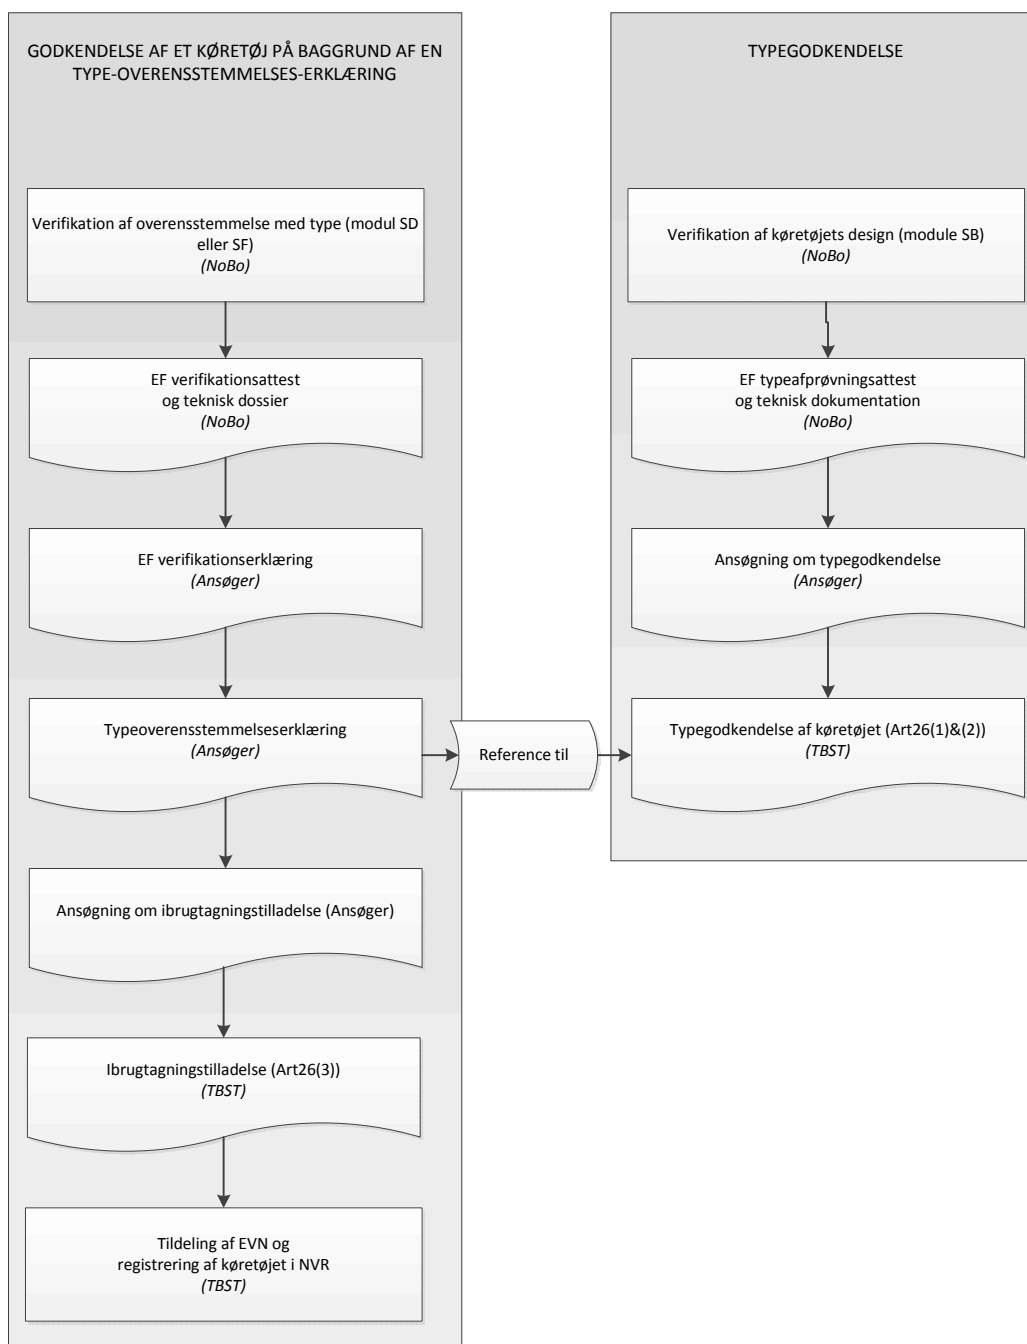 GODKENDELSE AF ET KØRETØJ PÅ BAGGRUND AF EN
TYPE-OVERENSSTEMMELSES-ERKLÆRING
Verifikation af overensstemmelse med type (modul SD
eller SF)
(NoBo)
EF verifikationsattest
og teknisk dossier
(NoBo)
EF verifikationserklæring
(Ansøger)
Typeoverensstemmelseserklæring
(Ansøger)
Reference til
Ansøgning om ibrugtagningstilladelse (Ansøger)
Ibrugtagningstilladelse (Art26(3))
(TBST)
Tildeling af EVN og
registrering af køretøjet i NVR
(TBST)
TYPEGODKENDELSE
Verifikation af køretøjets design (module SB)
(NoBo)
EF typeafprøvningsattest
og teknisk dokumentation
(NoBo)
Ansøgning om typegodkendelse
(Ansøger)
Typegodkendelse af køretøjet (Art26(1)&(2))
(TBST)